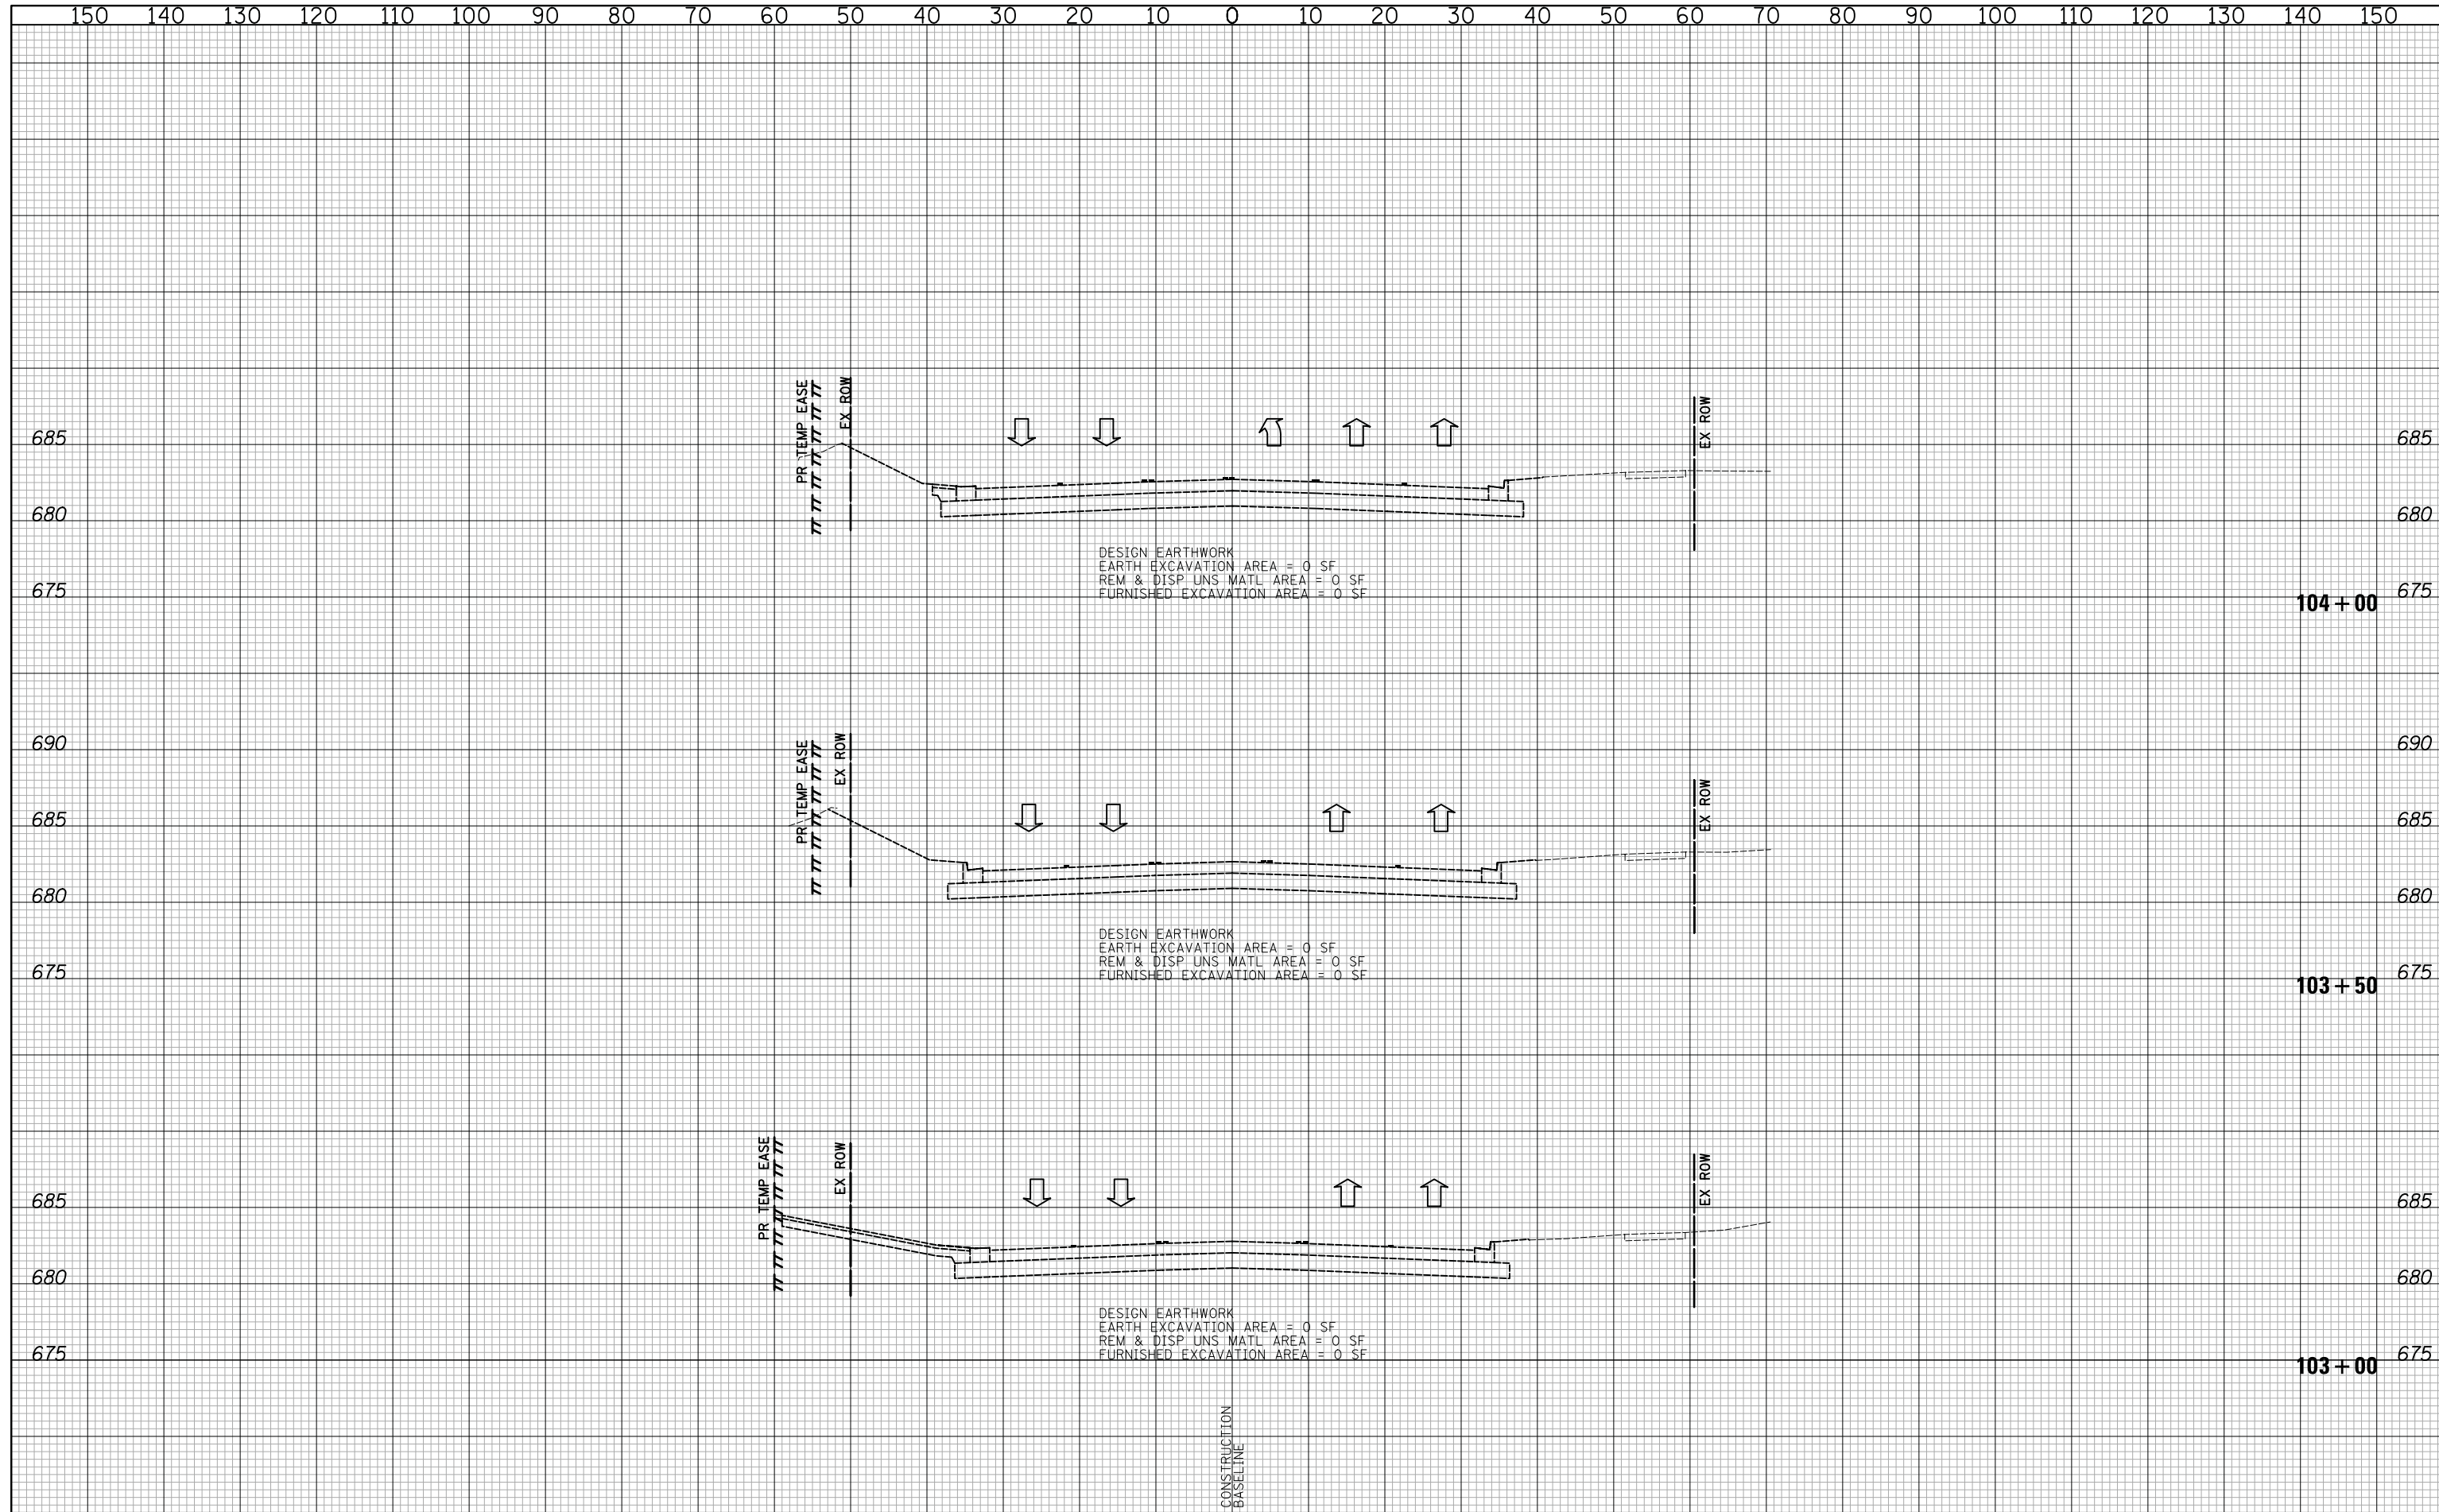 150 140 130 120 110 100 90 80 70 60 50 40 30 20 10 0 10 20 30 40 50 60 70 80 90 100 110 120 130 140 150
PR TEMP EASE
EX ROW
EX ROW
685 685
680 680
DESIGN EARTHWORK
EARTH EXCAVATION AREA = 0 SF
REM & DISP UNS MATL AREA = 0 SF
FURNISHED EXCAVATION AREA = 0 SF
675 675
104+00
690 690
PR TEMP EASE
EX ROW
EX ROW
685 685
680 680
DESIGN EARTHWORK
EARTH EXCAVATION AREA = 0 SF
REM & DISP UNS MATL AREA = 0 SF
FURNISHED EXCAVATION AREA = 0 SF
675 675
103+50
PR TEMP EASE
EX ROW
EX ROW
685 685
680 680
DESIGN EARTHWORK
EARTH EXCAVATION AREA = 0 SF
REM & DISP UNS MATL AREA = 0 SF
FURNISHED EXCAVATION AREA = 0 SF
675 675
103+00
CONSTRUCTION
BASELINE